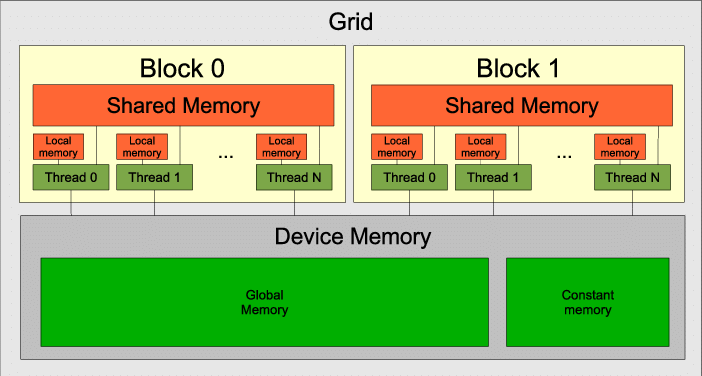 Grid
Block 0
Shared Memory
Local
memory
Local
memory
...
Local
memory
Thread 0
Thread 1
Thread N
Block 1
Shared Memory
Local
memory
Local
memory
...
Local
memory
Thread 0
Thread 1
Thread N
Device Memory
Global
Memory
Constant
memory